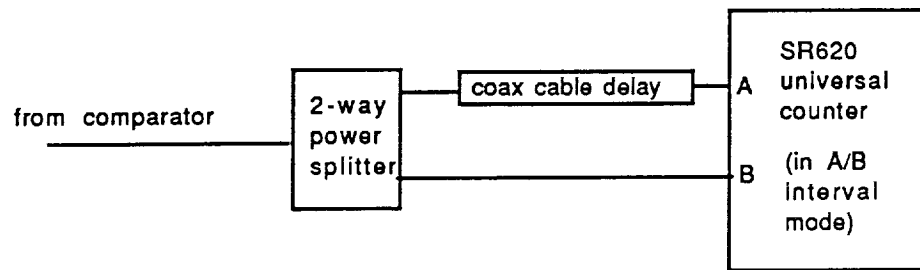 from comparator
2-way
power
splitter
coax cable delay
A
B
SR620
universal
counter
(in A/B
interval
mode)